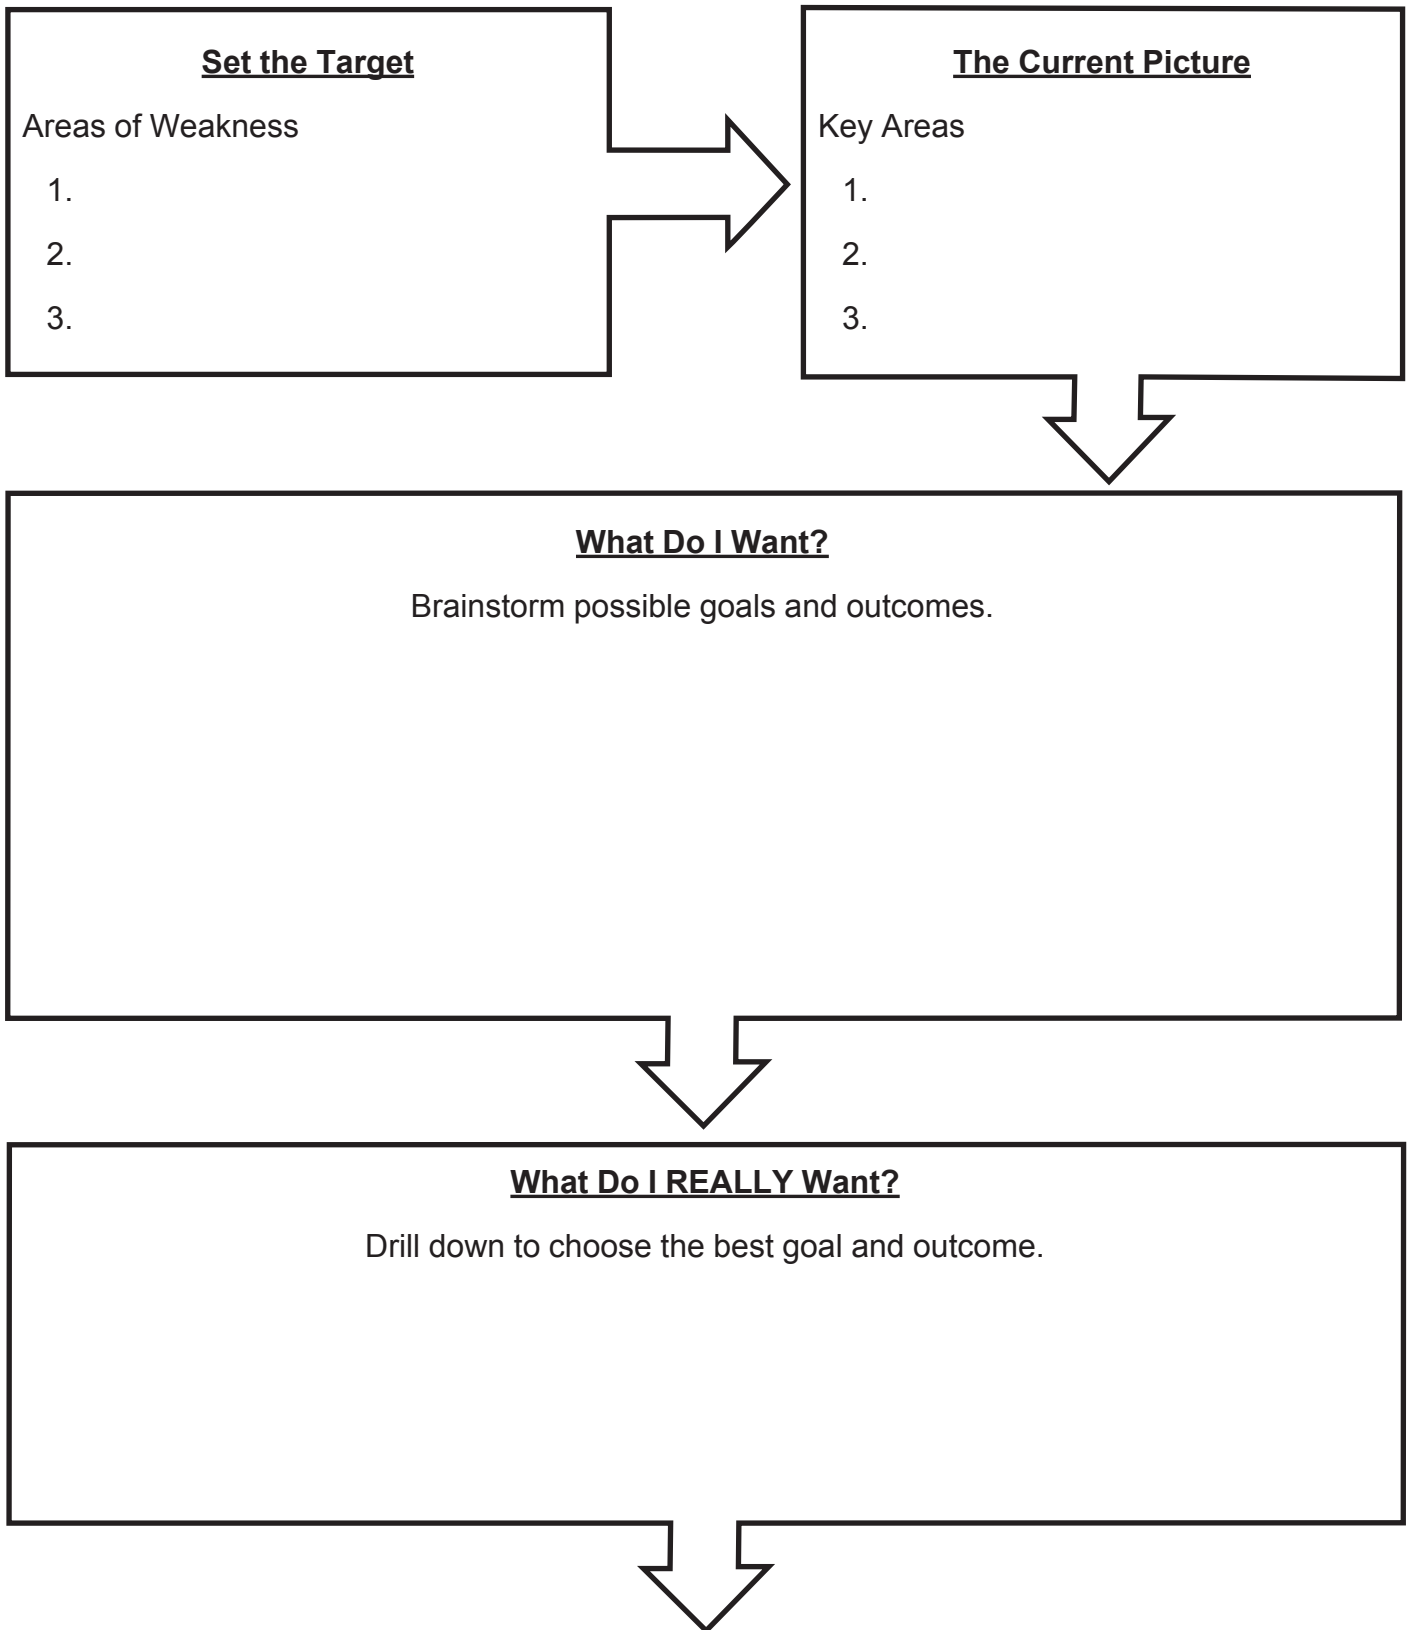 Set the Target
Areas of Weakness
1.
2.
3.
The Current Picture
Key Areas
1.
2.
3.
What Do I Want?
Brainstorm possible goals and outcomes.
What Do I REALLY Want?
Drill down to choose the best goal and outcome.